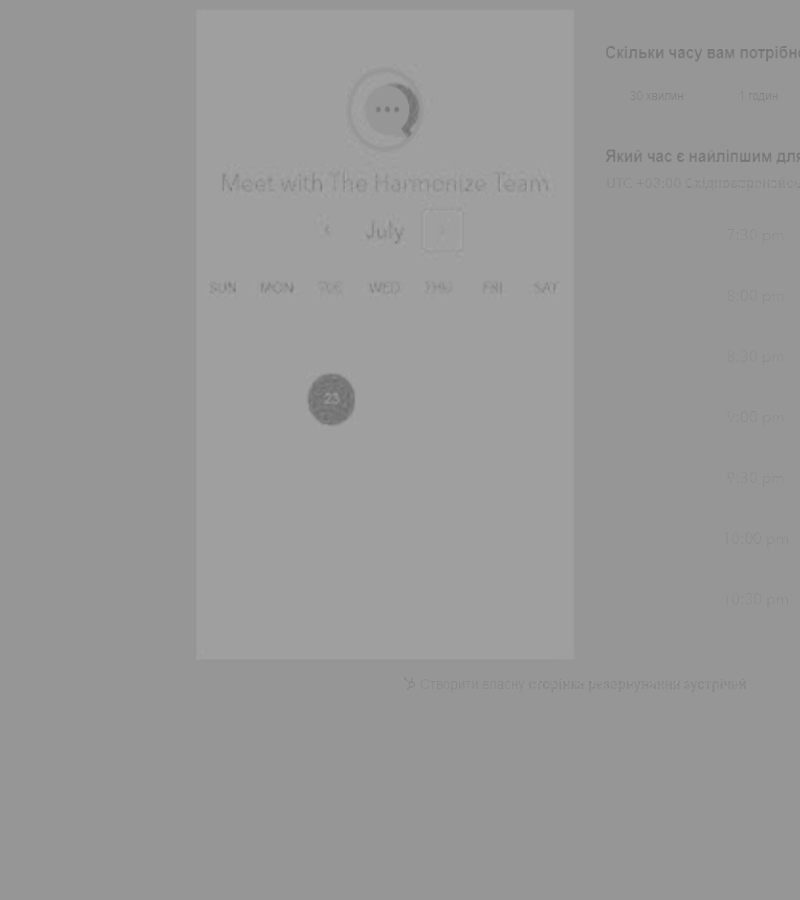 Meet with The Harmonize Team
July
SUN MON TUE WED THU FRI SAT
23
Скільки часу вам потрібно
30 хвилин 1 годин
Який час є найліпшим для
UTC +03:00 Східноєвропейськ
7:30 pm
8:00 pm
8:30 pm
9:00 pm
9:30 pm
10:00 pm
10:30 pm
Створити власну сторінка резервування зустрічей